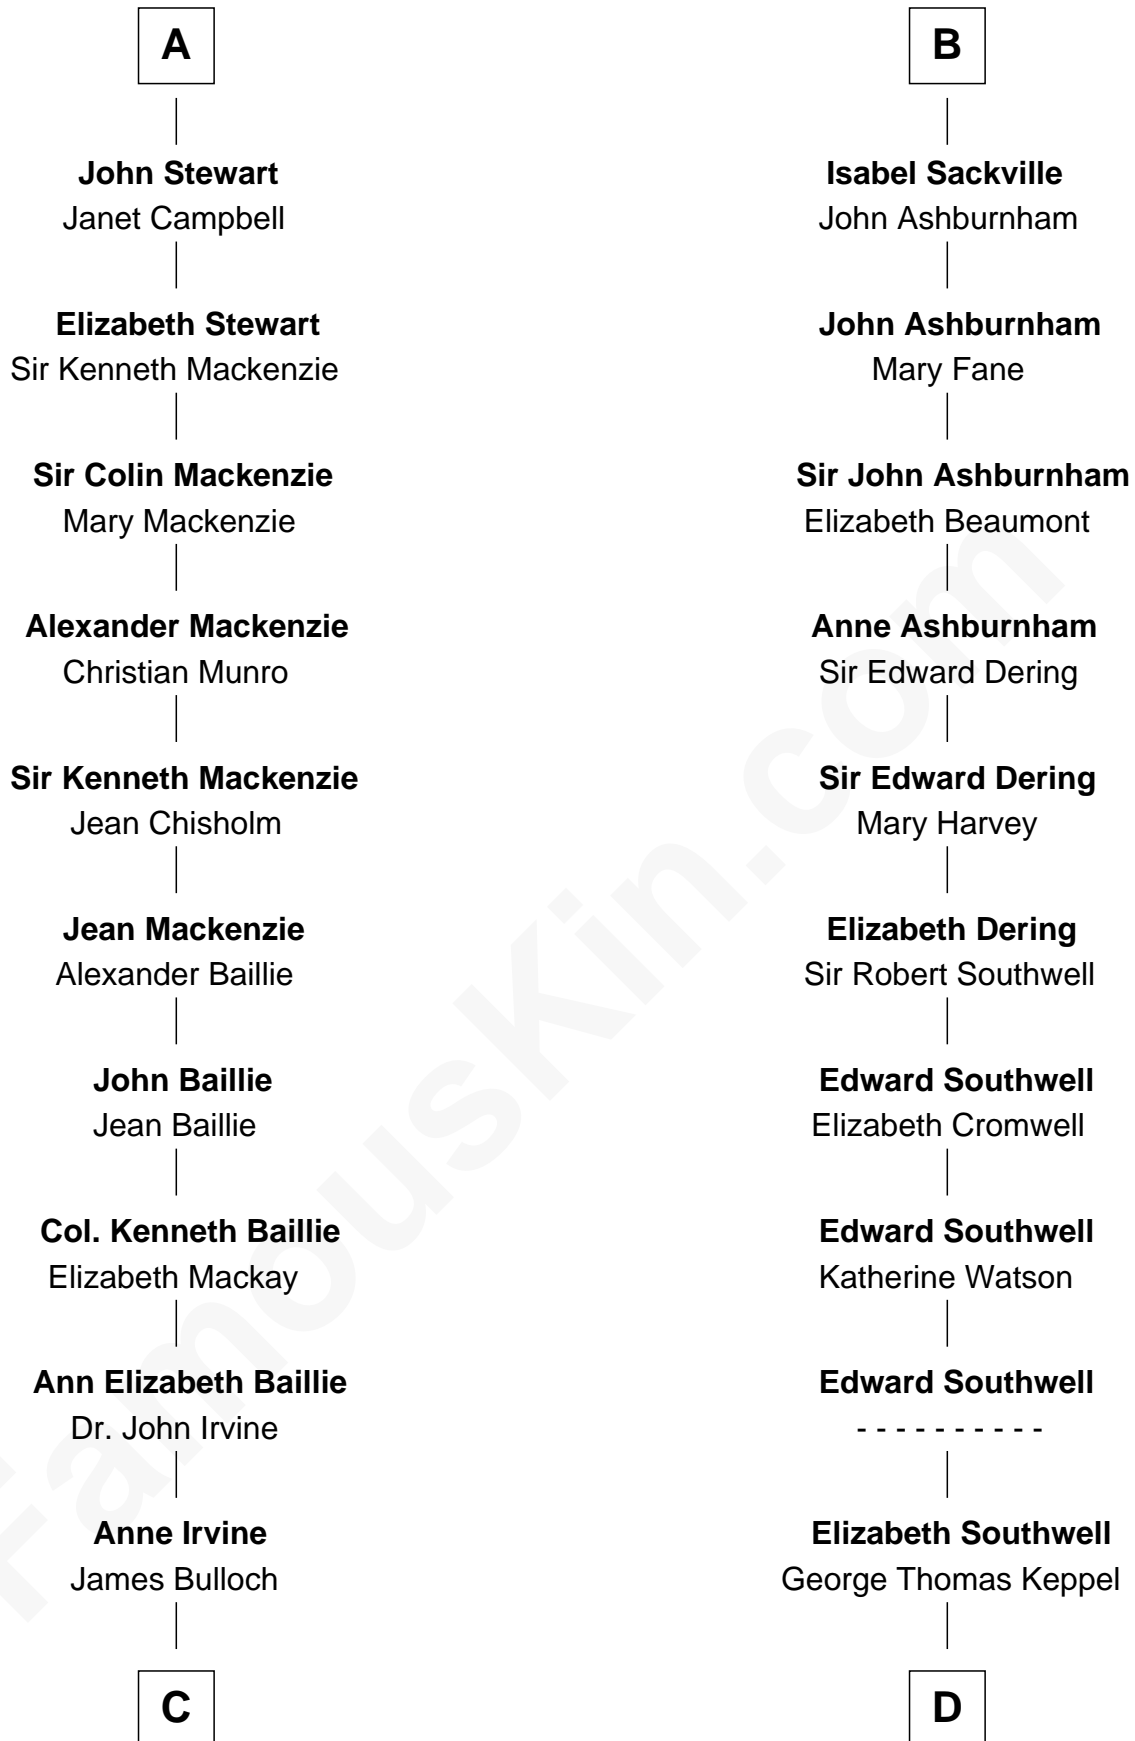 A
John Stewart
Janet Campbell
Elizabeth Stewart
Sir Kenneth Mackenzie
Sir Colin Mackenzie
Mary Mackenzie
Alexander Mackenzie
Christian Munro
Sir Kenneth Mackenzie
Jean Chisholm
Jean Mackenzie
Alexander Baillie
John Baillie
Jean Baillie
Col. Kenneth Baillie
Elizabeth Mackay
Ann Elizabeth Baillie
Dr. John Irvine
Anne Irvine
James Bulloch
C
B
Isabel Sackville
John Ashburnham
John Ashburnham
Mary Fane
Sir John Ashburnham
Elizabeth Beaumont
Anne Ashburnham
Sir Edward Dering
Sir Edward Dering
Mary Harvey
Elizabeth Dering
Sir Robert Southwell
Edward Southwell
Elizabeth Cromwell
Edward Southwell
Katherine Watson
Edward Southwell
- - - - - - - - - -
Elizabeth Southwell
George Thomas Keppel
D
FamousKin.com